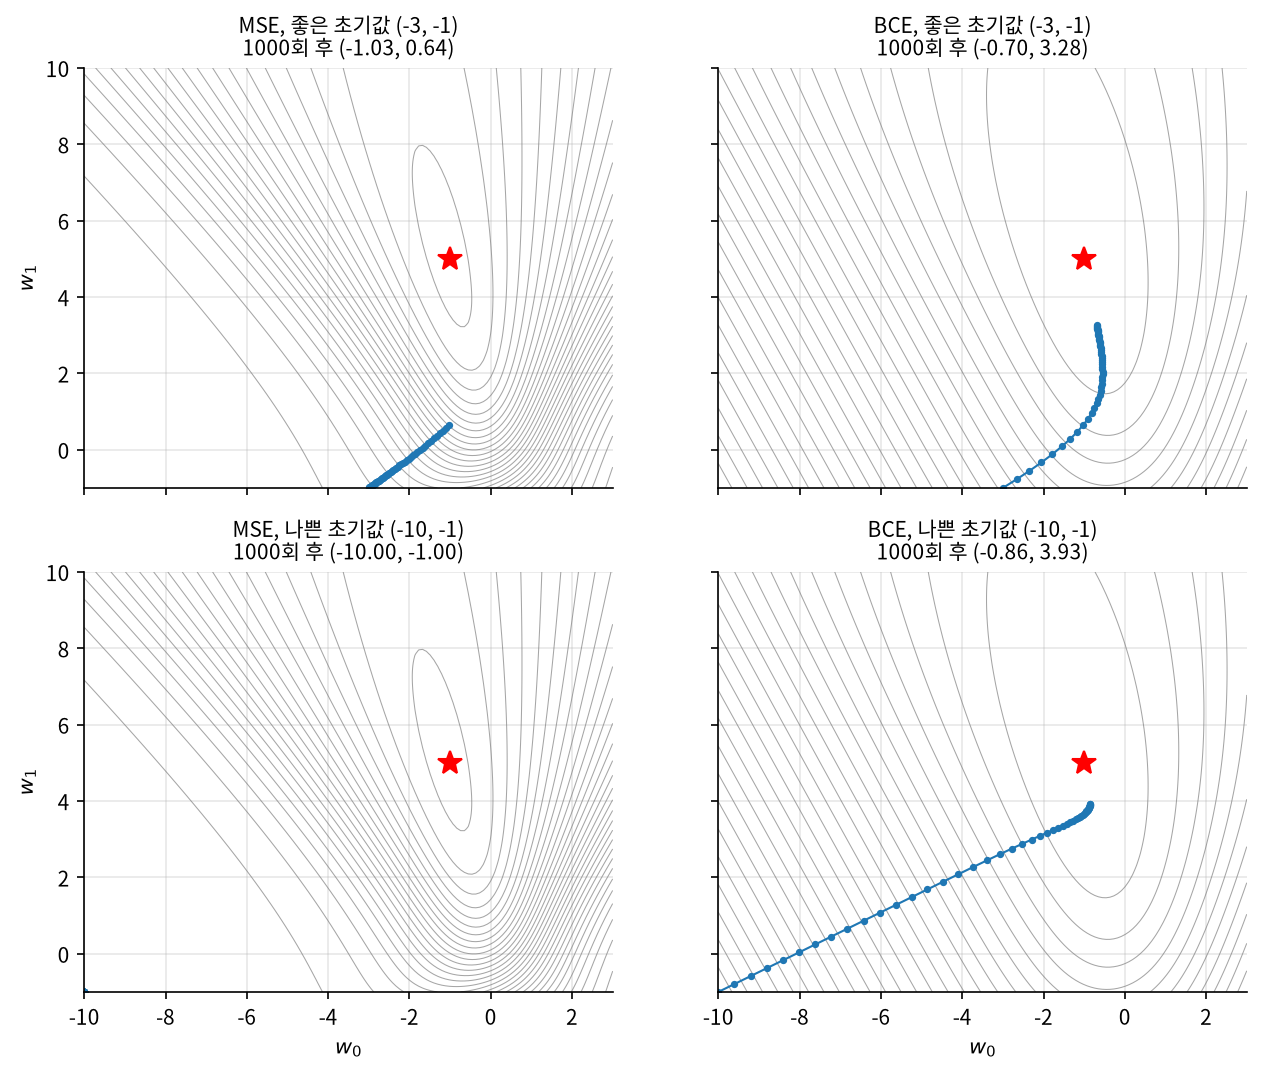 MSE, 좋은 초기값 (-3, -1)
1000회 후 (-1.03, 0.64)
BCE, 좋은 초기값 (-3, -1)
1000회 후 (-0.70, 3.28)
10
8
6
4
2
0
w1
MSE, 나쁜 초기값 (-10, -1)
1000회 후 (-10.00, -1.00)
BCE, 나쁜 초기값 (-10, -1)
1000회 후 (-0.86, 3.93)
10
8
6
4
2
0
w1
-10 -8 -6 -4 -2 0 2
w0
-10 -8 -6 -4 -2 0 2
w0